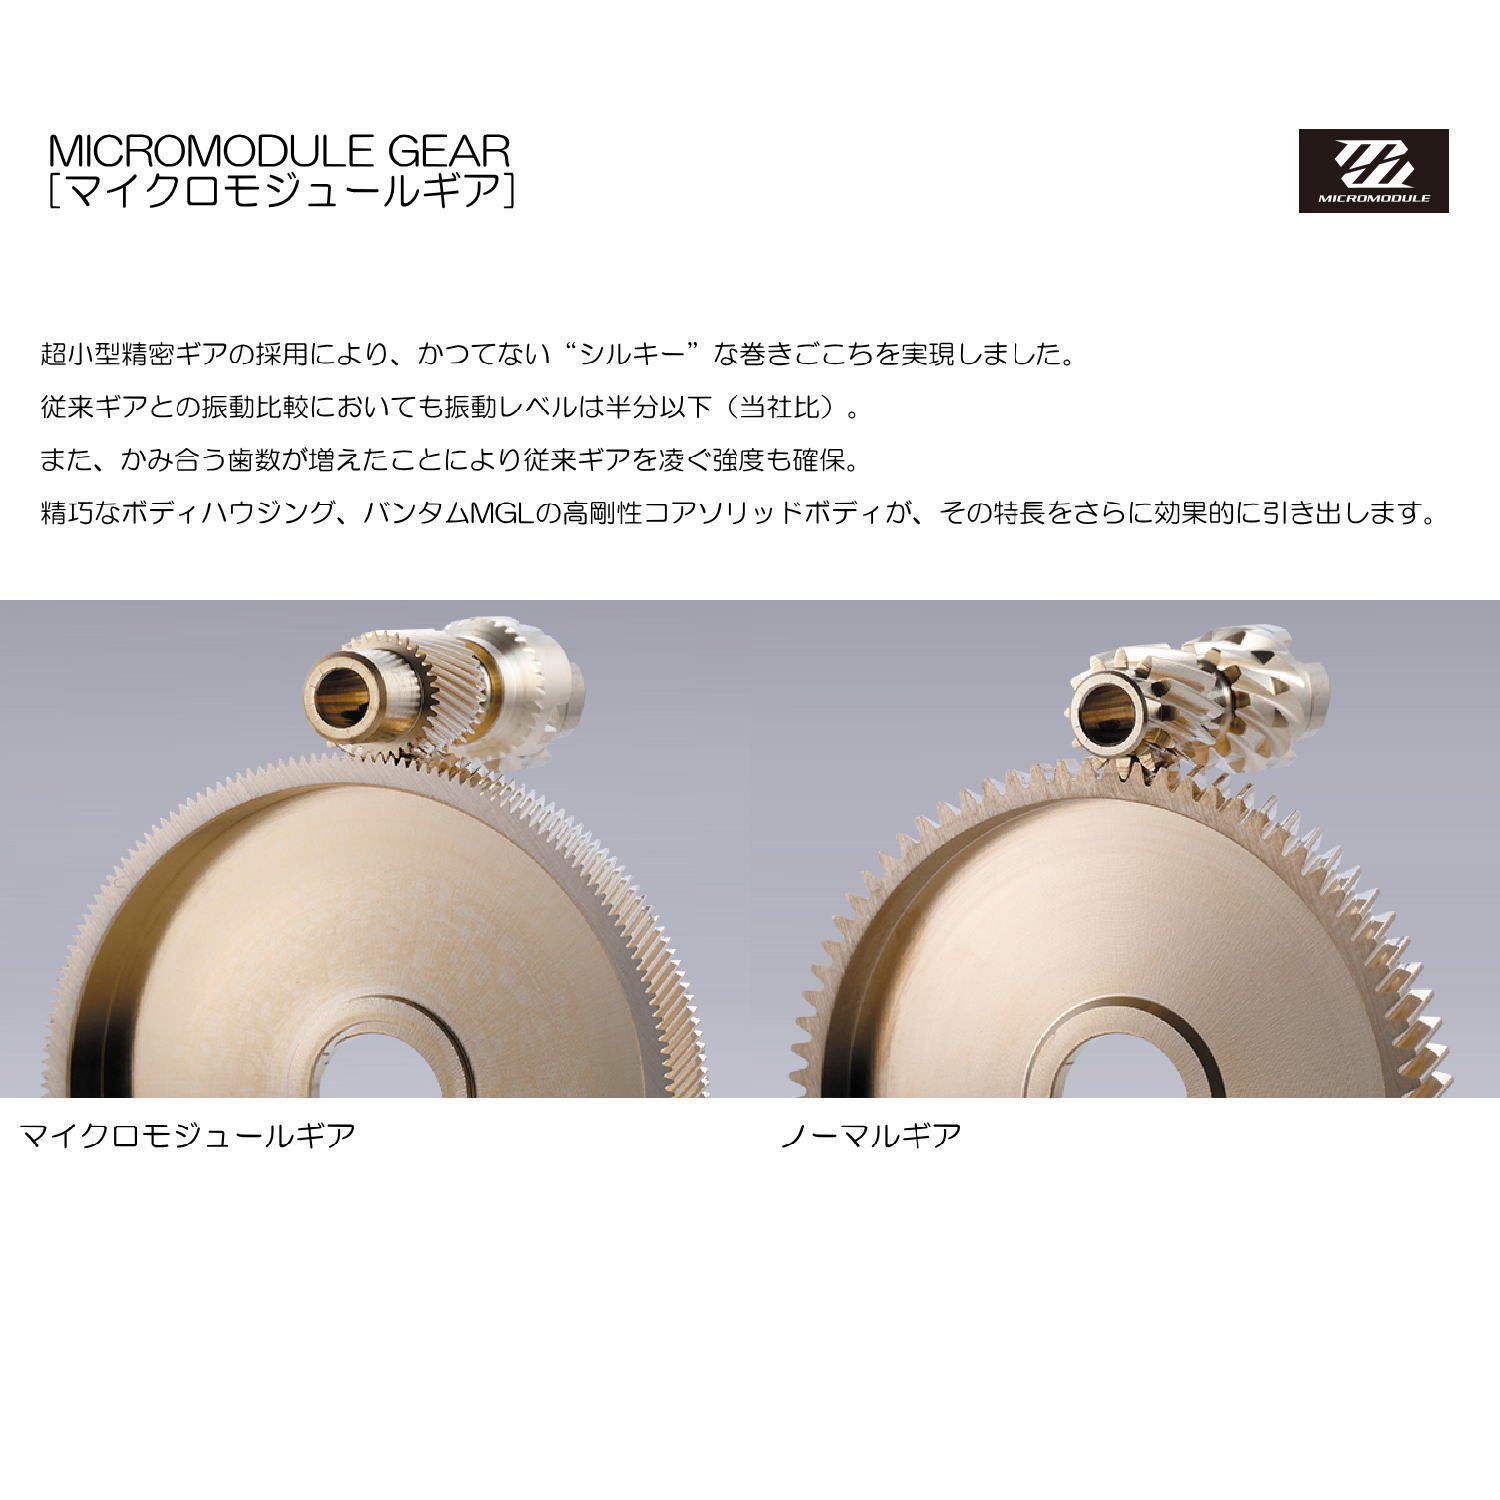 MICROMODULE GEAR
[マイクロモジュールギア]
MICROMODULE
超小型精密ギアの採用により、かつてない“シルキー”な巻きごこちを実現しました。
従来ギアとの振動比較においても振動レベルは半分以下（当社比）。
また、かみ合う歯数が増えたことにより従来ギアを凌ぐ強度も確保。
精巧なボディハウジング、バンタムMGLの高剛性コアソリッドボディが、その特長をさらに効果的に引き出します。
マイクロモジュールギア
ノーマルギア